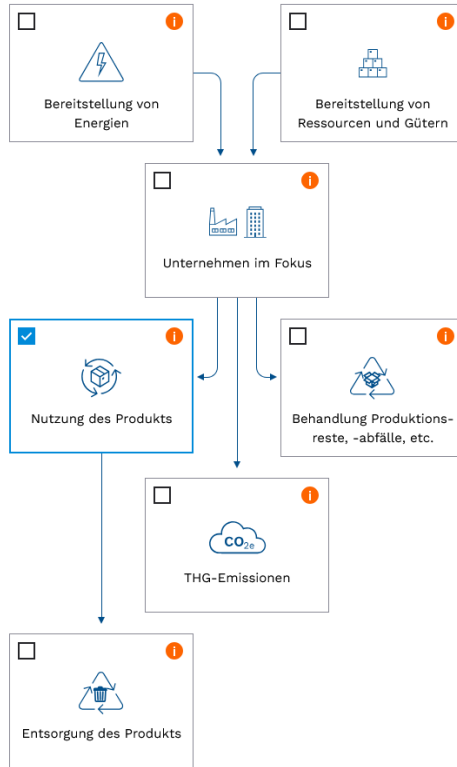 Bereitstellung von
Energien
Bereitstellung von
Ressourcen und Gütern
Unternehmen im Fokus
Nutzung des Produkts
Behandlung Produktions-
reste, -abfälle, etc.
CO2e
THG-Emissionen
Entsorgung des Produkts